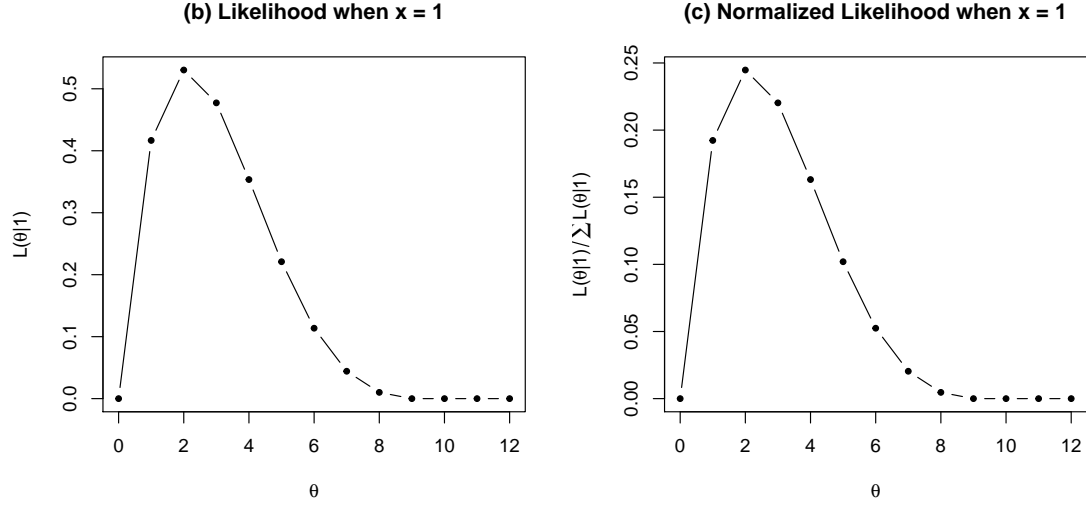 (b) Likelihood when x = 1
L(θ|1)
0.0 0.1 0.2 0.3 0.4 0.5
0 2 4 6 8 10 12
θ
(c) Normalized Likelihood when x = 1
L(θ|1)/∑L(θ|1)
0.00 0.05 0.10 0.15 0.20 0.25
0 2 4 6 8 10 12
θ